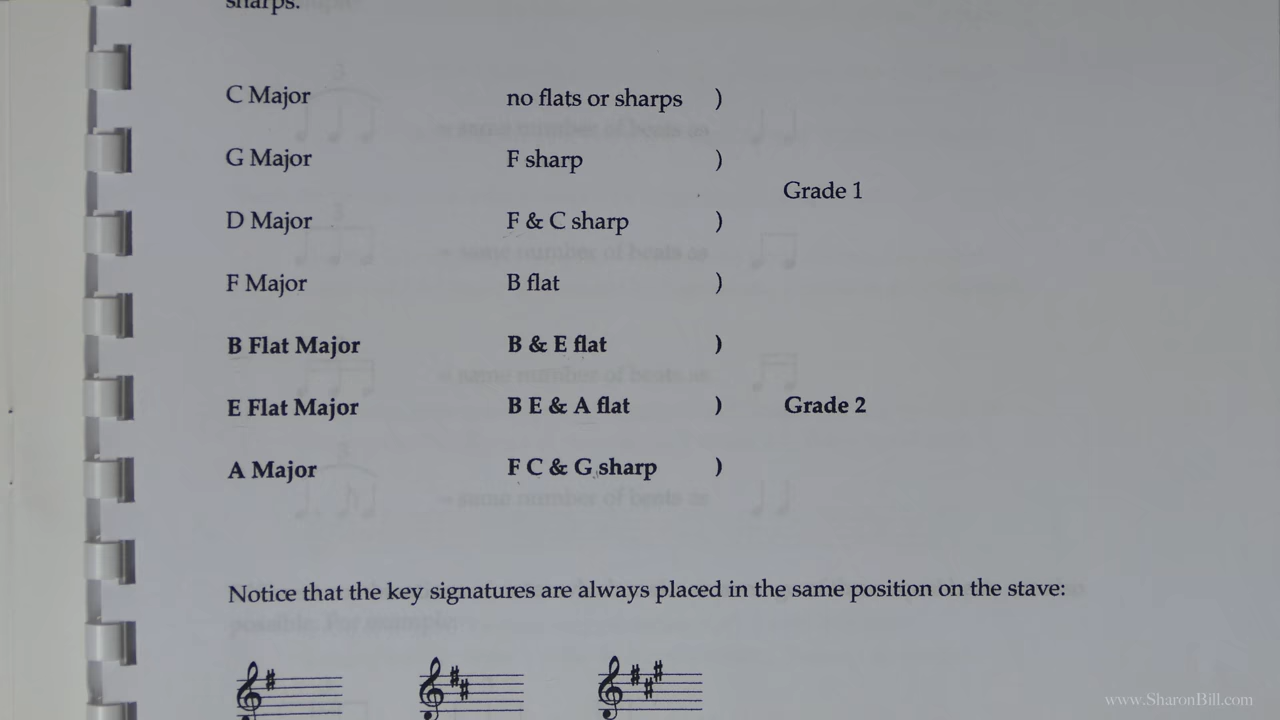 sharps.
C Major no flats or sharps )
G Major F sharp )
Grade 1
D Major F & C sharp )
F Major B flat )
B Flat Major B & E flat )
E Flat Major B E & A flat ) Grade 2
A Major F C & G sharp )
Notice that the key signatures are always placed in the same position on the stave:
www.SharonBill.com